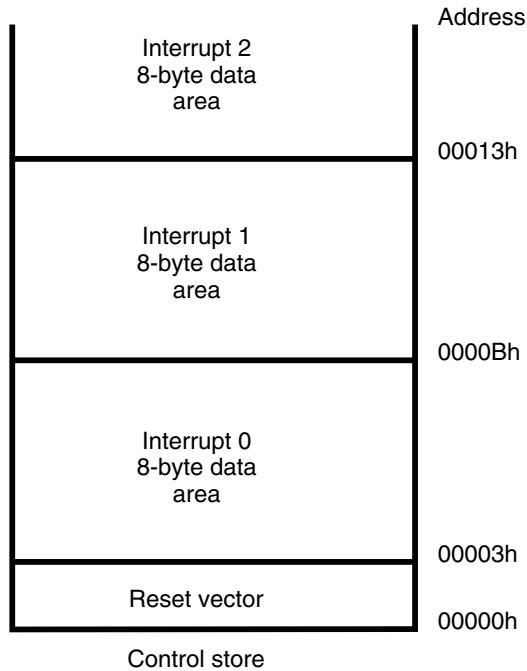 Address
Interrupt 2
8-byte data
area
00013h
Interrupt 1
8-byte data
area
0000Bh
Interrupt 0
8-byte data
area
00003h
Reset vector
00000h
Control store